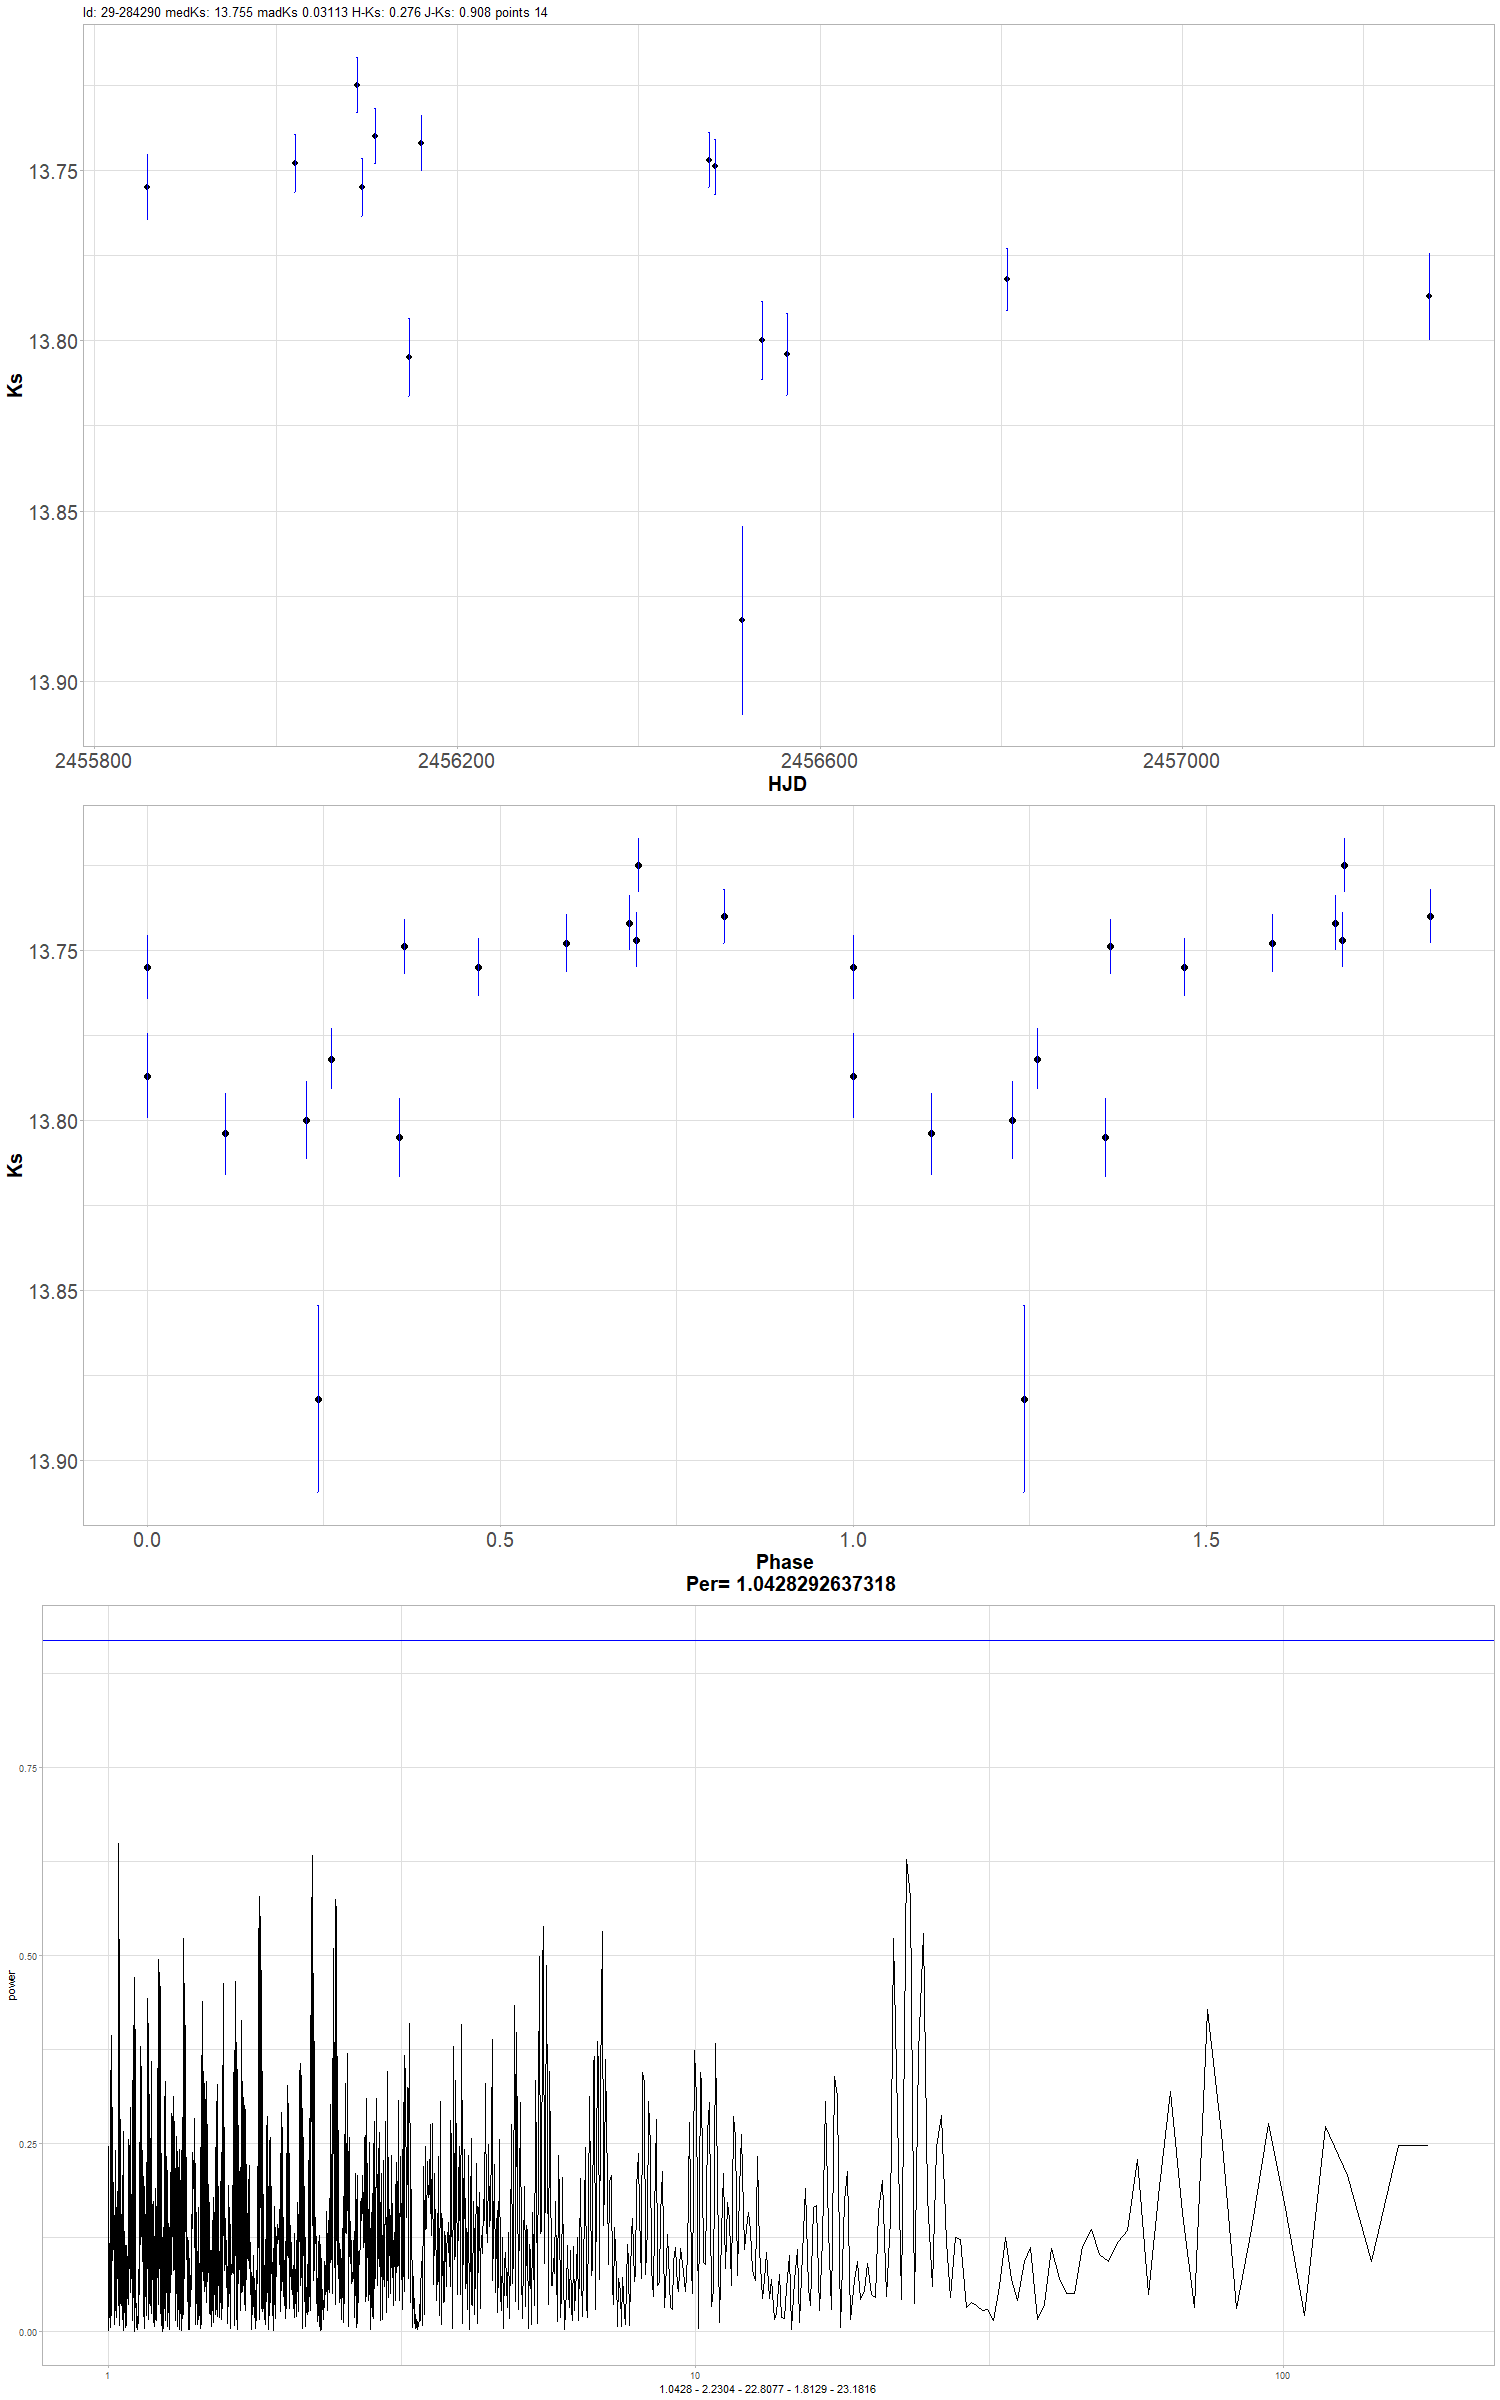 Id: 29-284290 medKs: 13.755 madKs 0.03113 H-Ks: 0.276 J-Ks: 0.908 points 14
13.75
13.80
13.85
13.90
Ks
2455800 2456200 2456600 2457000
HJD
13.75
13.80
13.85
13.90
Ks
0.0 0.5 1.0 1.5
Phase
Per= 1.0428292637318
0.75
0.50
0.25
0.00
power
1 10 100
1.0428 - 2.2304 - 22.8077 - 1.8129 - 23.1816